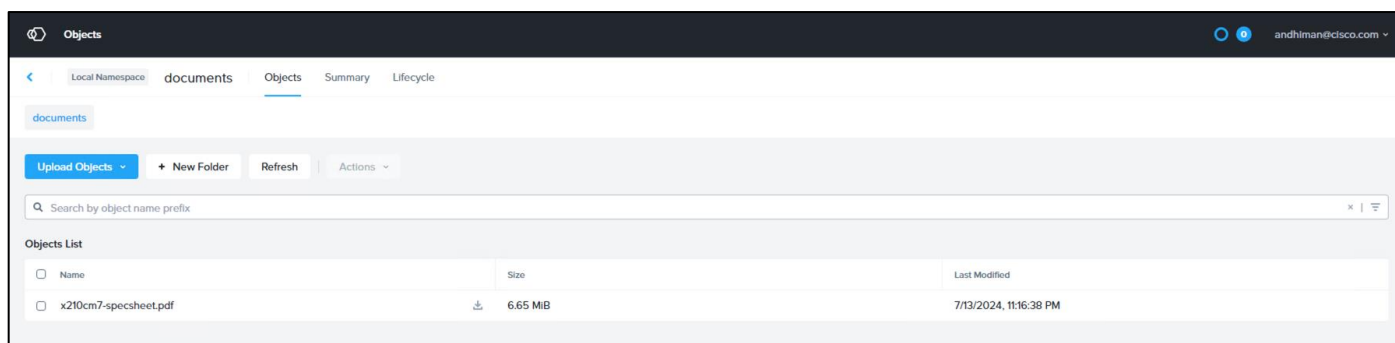 Objects 0 andhiman@cisco.com
Local Namespace documents Objects Summary Lifecycle
documents
Upload Objects + New Folder Refresh Actions
Search by object name prefix
Objects List
Name Size Last Modified
x210cm7-specsheet.pdf 6.65 MiB 7/13/2024, 11:16:38 PM